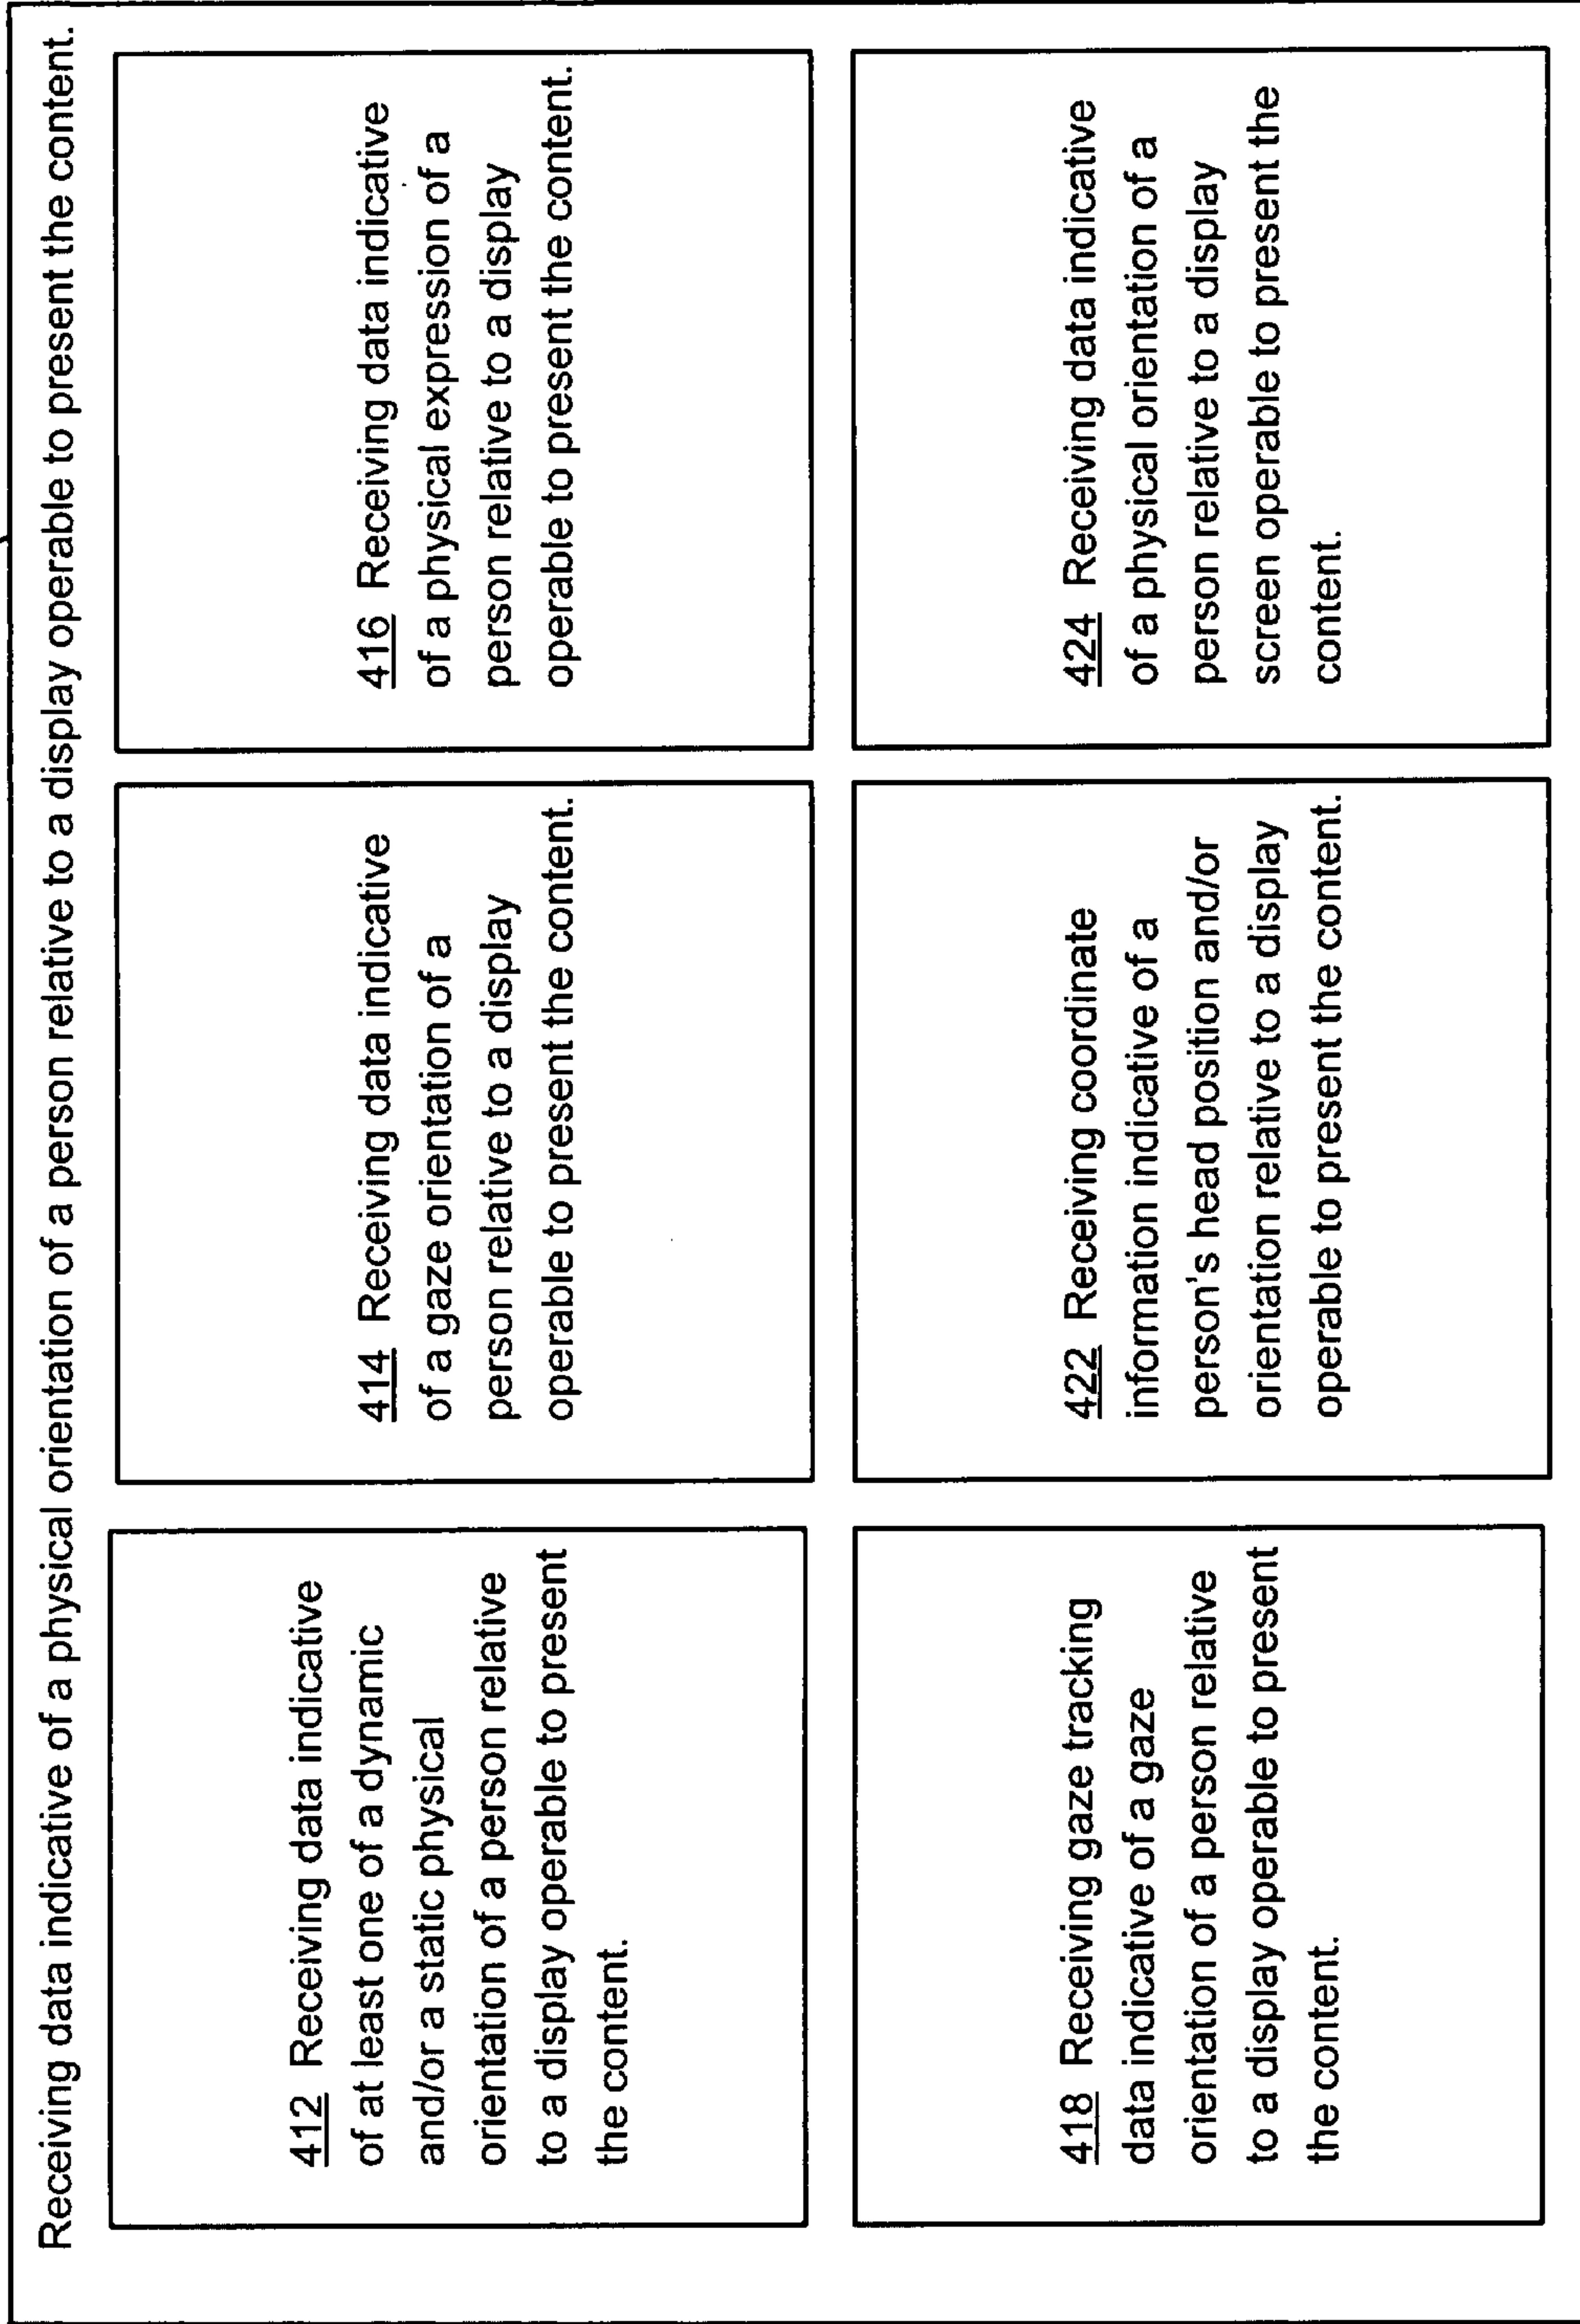 Receiving data indicative of a physical orientation of a person relative to a display operable to present the content.
412 Receiving data indicative
of at least one of a dynamic
and/or a static physical
orientation of a person relative
to a display operable to present
the content.
414 Receiving data indicative
of a gaze orientation of a
person relative to a display
operable to present the content.
416 Receiving data indicative
of a physical expression of a
person relative to a display
operable to present the content.
418 Receiving gaze tracking
data indicative of a gaze
orientation of a person relative
to a display operable to present
the content.
422 Receiving coordinate
information indicative of a
person's head position and/or
orientation relative to a display
operable to present the content.
424 Receiving data indicative
of a physical orientation of a
person relative to a display
screen operable to present the
content.